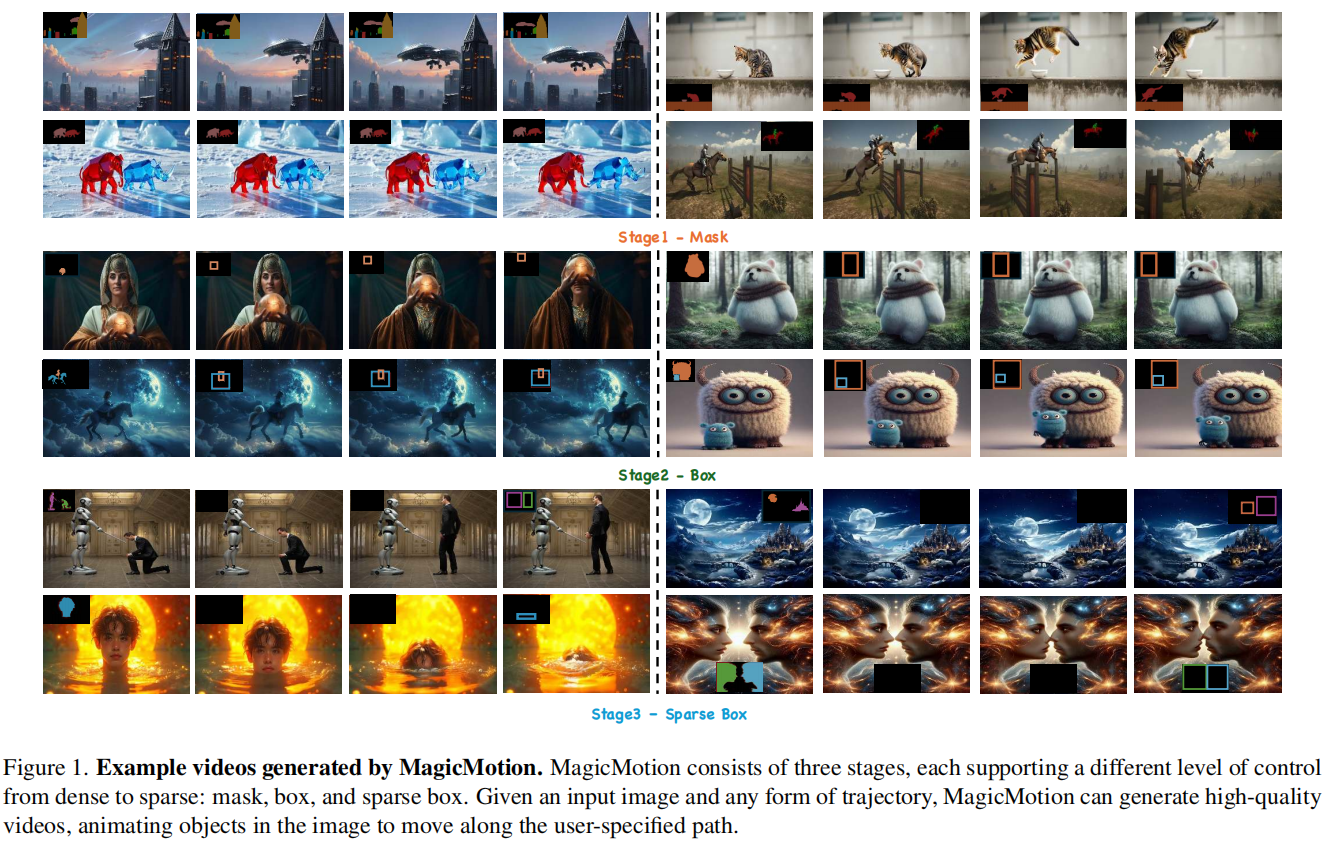 Stage1 - Mask
Stage2 - Box
Stage3 - Sparse Box
Figure 1. Example videos generated by MagicMotion. MagicMotion consists of three stages, each supporting a different level of control
from dense to sparse: mask, box, and sparse box. Given an input image and any form of trajectory, MagicMotion can generate high-quality
videos, animating objects in the image to move along the user-specified path.